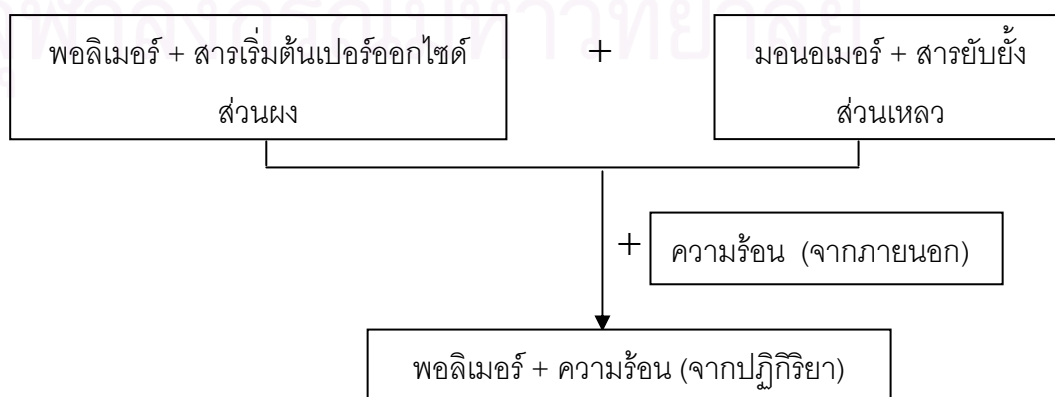 พอลิเมอร์ + สารเริ่มต้นเปอร์ออกไซด์
ส่วนผง
+
มอนอเมอร์ + สารยับยั้ง
ส่วนเหลว
+
ความร้อน (จากภายนอก)
พอลิเมอร์ + ความร้อน (จากปฏิกิริยา)